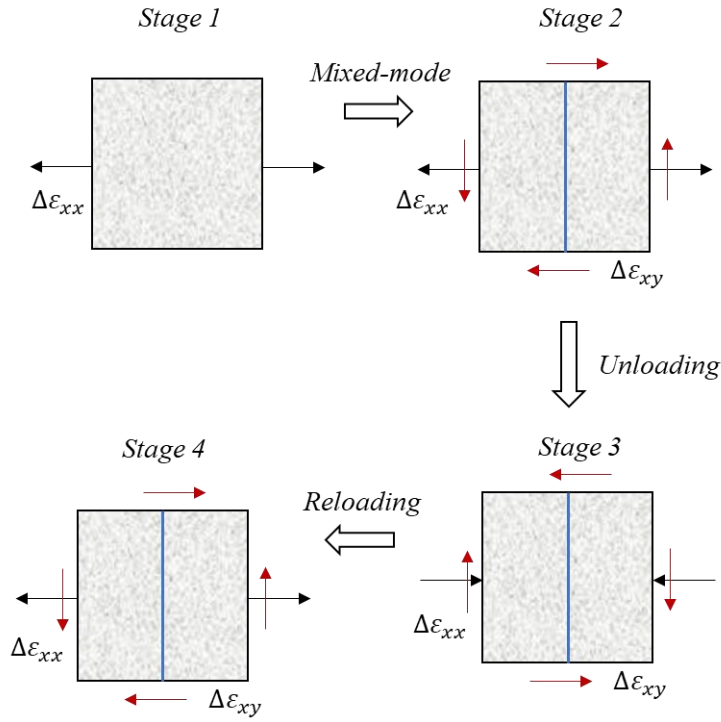 Stage 1
Stage 2
Mixed-mode
Δε_xx
Δε_xx
Δε_xy
Unloading
Stage 4
Stage 3
Reloading
Δε_xx
Δε_xx
Δε_xy
Δε_xy